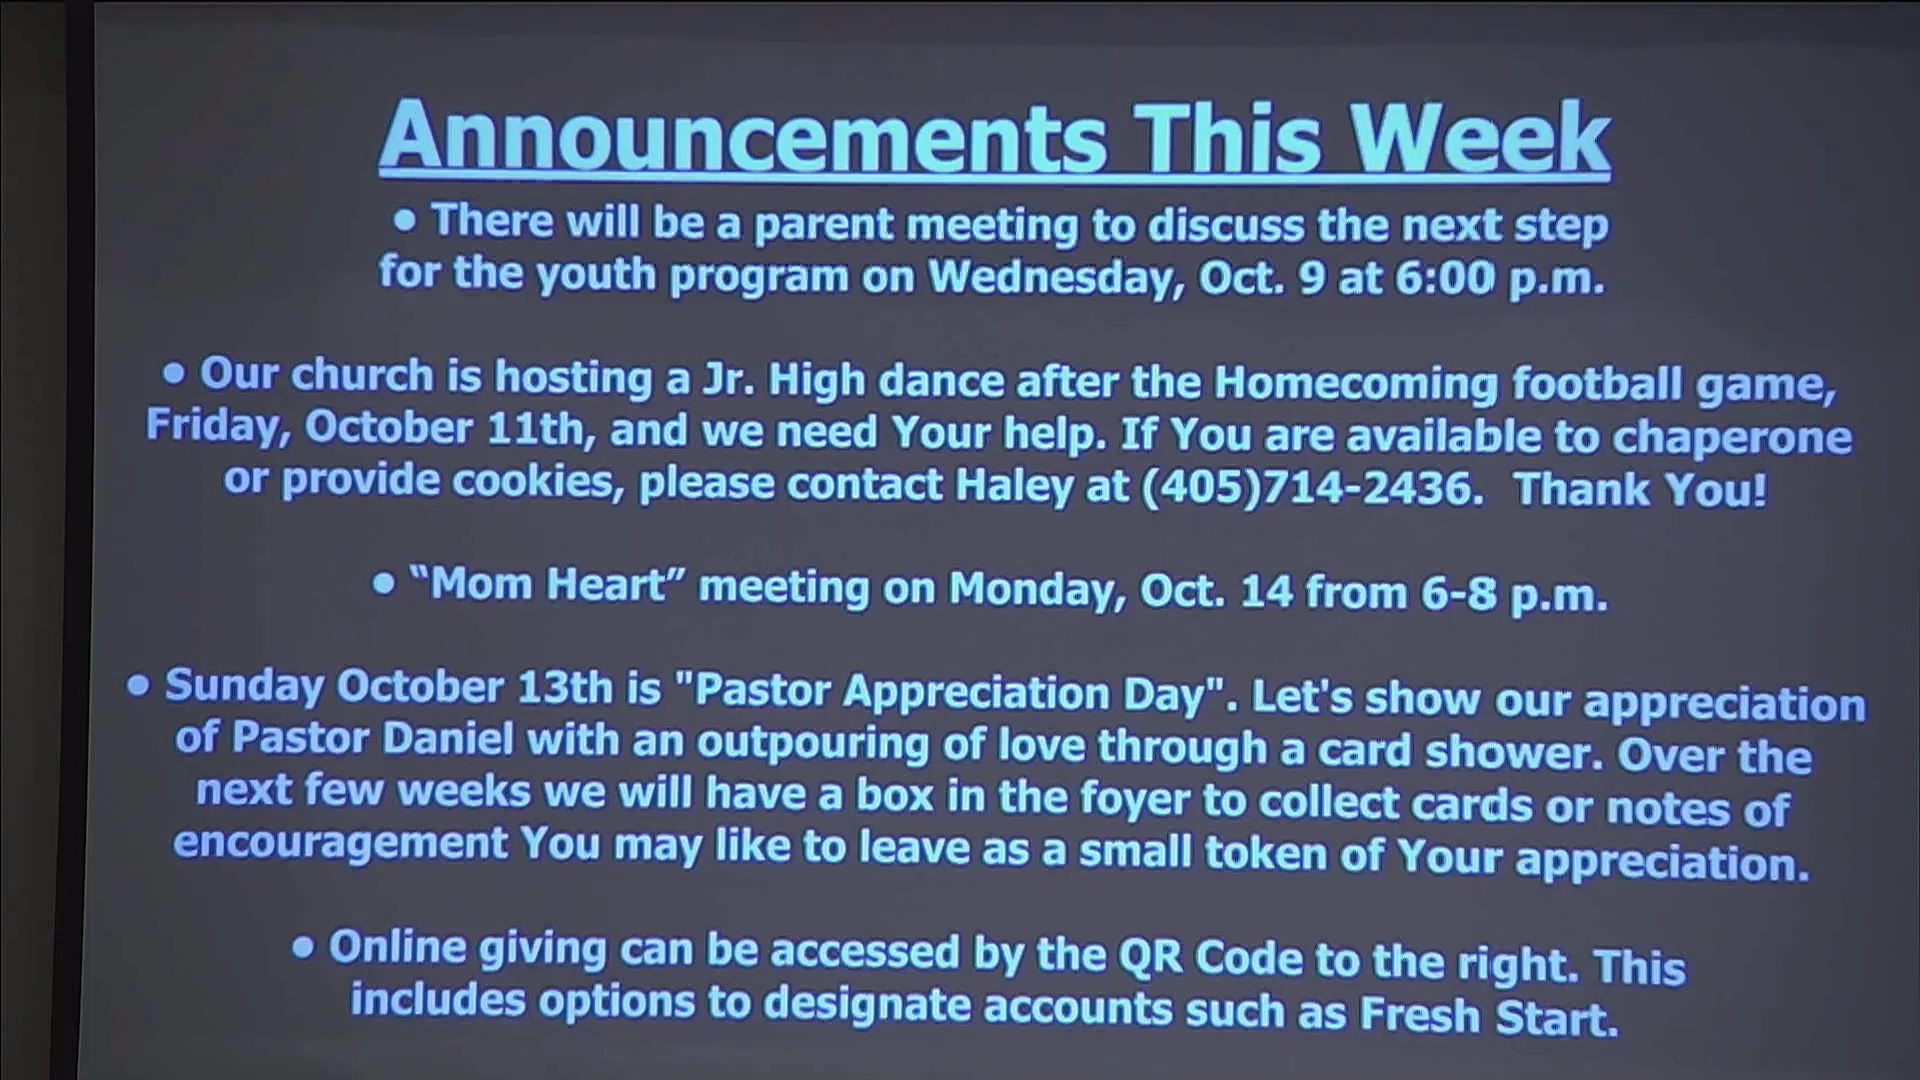 Announcements This Week
• There will be a parent meeting to discuss the next step
for the youth program on Wednesday, Oct. 9 at 6:00 p.m.
• Our church is hosting a Jr. High dance after the Homecoming football game,
Friday, October 11th, and we need Your help. If You are available to chaperone
or provide cookies, please contact Haley at (405)714-2436. Thank You!
• “Mom Heart” meeting on Monday, Oct. 14 from 6-8 p.m.
• Sunday October 13th is "Pastor Appreciation Day". Let's show our appreciation
of Pastor Daniel with an outpouring of love through a card shower. Over the
next few weeks we will have a box in the foyer to collect cards or notes of
encouragement You may like to leave as a small token of Your appreciation.
• Online giving can be accessed by the QR Code to the right. This
includes options to designate accounts such as Fresh Start.